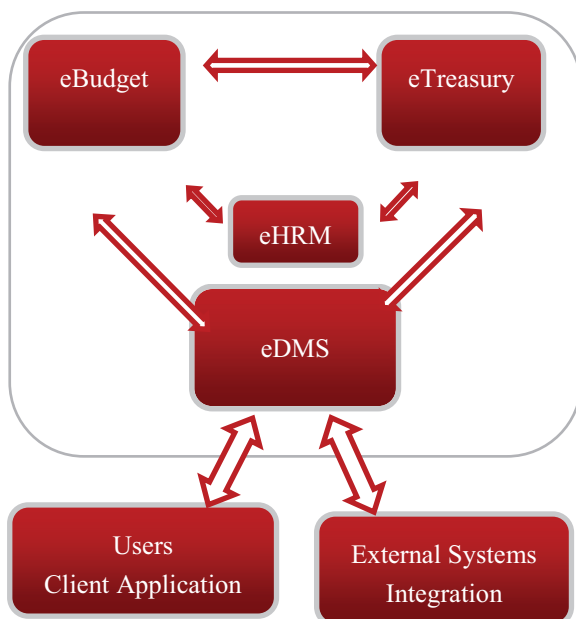 eBudget
eTreasury
eHRM
eDMS
Users
Client Application
External Systems
Integration